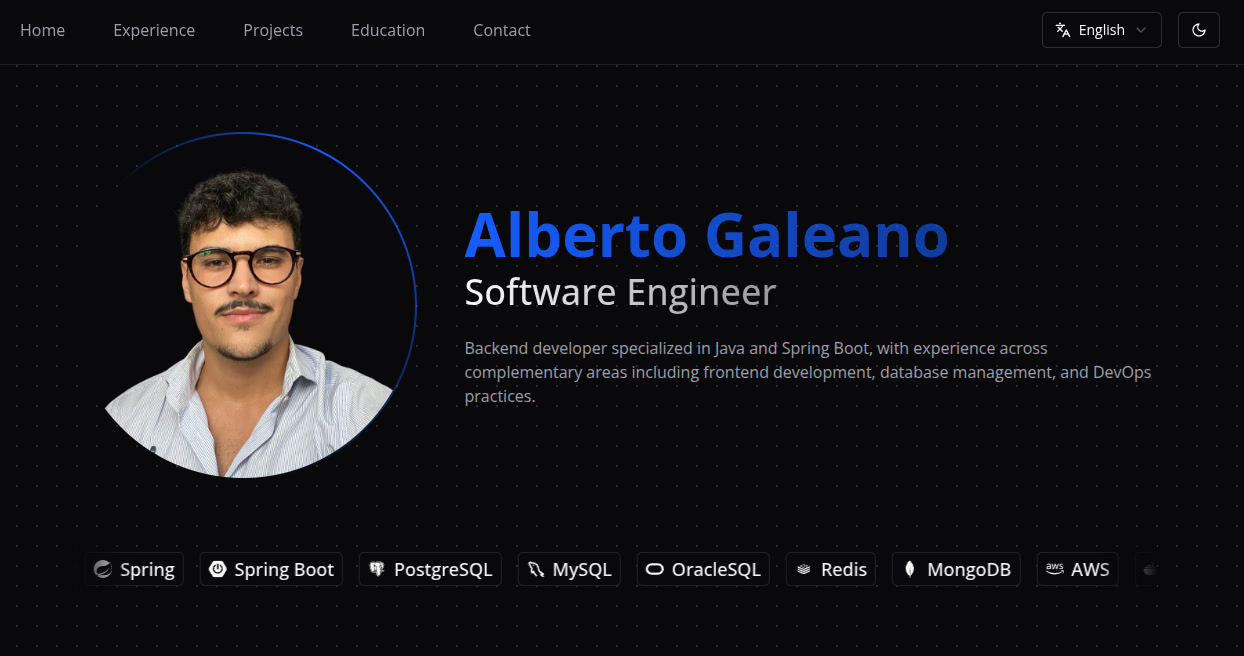 Home Experience Projects Education Contact English
Alberto Galeano
Software Engineer
Backend developer specialized in Java and Spring Boot, with experience across
complementary areas including frontend development, database management, and DevOps
practices.
Spring Spring Boot PostgreSQL MySQL OracleSQL Redis MongoDB aws AWS